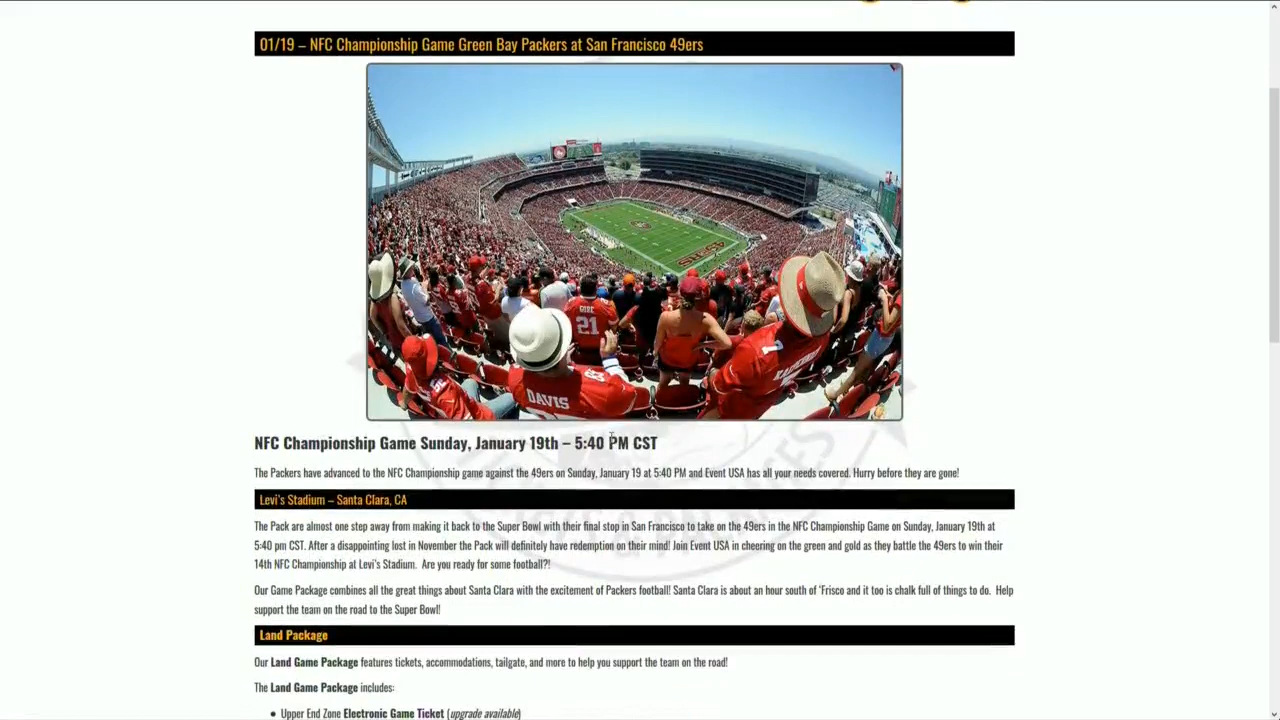 01/19 – NFC Championship Game Green Bay Packers at San Francisco 49ers
GORE
21
DAVIS
49ERS
NFC Championship Game Sunday, January 19th – 5:40 PM CST
The Packers have advanced to the NFC Championship game against the 49ers on Sunday, January 19 at 5:40 PM and Event USA has all your needs covered. Hurry before they are gone!
Levi's Stadium – Santa Clara, CA
The Pack are almost one step away from making it back to the Super Bowl with their final stop in San Francisco to take on the 49ers in the NFC Championship Game on Sunday, January 19th at
5:40 pm CST. After a disappointing lost in November the Pack will definitely have redemption on their mind! Join Event USA in cheering on the green and gold as they battle the 49ers to win their
14th NFC Championship at Levi's Stadium. Are you ready for some football?!
Our Game Package combines all the great things about Santa Clara with the excitement of Packers football! Santa Clara is about an hour south of 'Frisco and it too is chalk full of things to do. Help
support the team on the road to the Super Bowl!
Land Package
Our Land Game Package features tickets, accommodations, tailgate, and more to help you support the team on the road!
The Land Game Package includes:
• Upper End Zone Electronic Game Ticket (upgrade available)